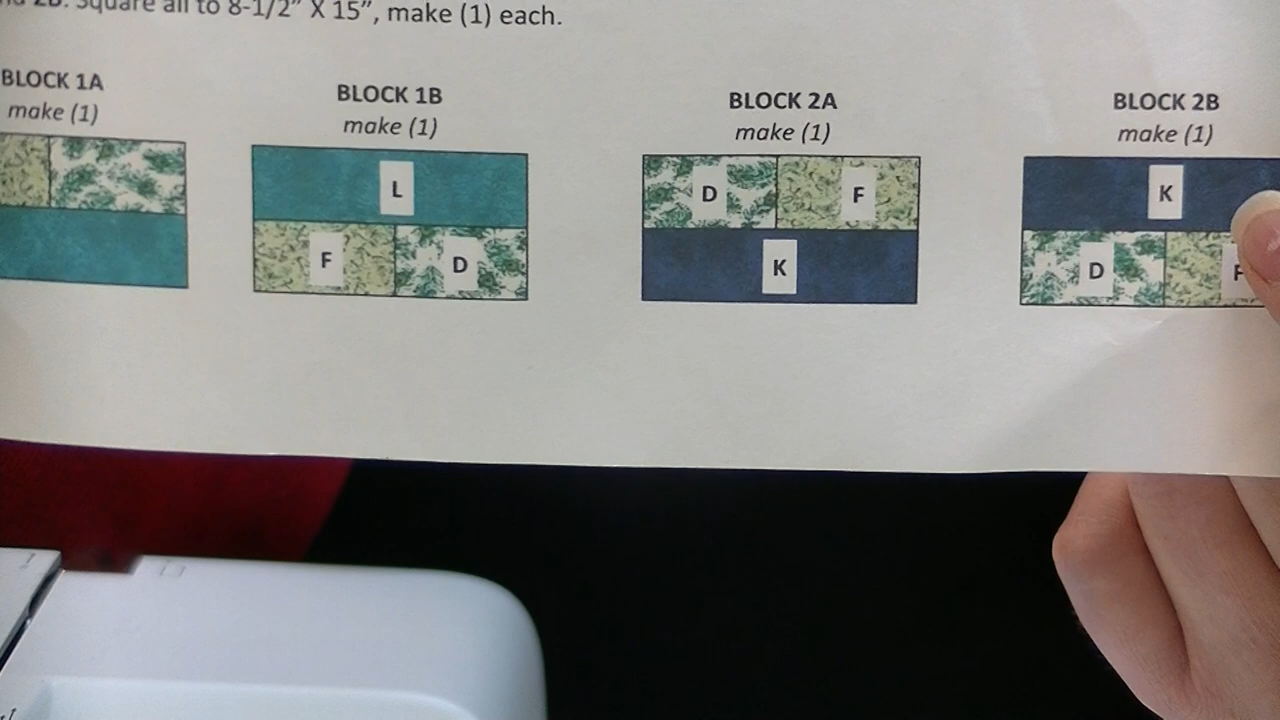 2B. Square all to 8-1/2" X 15", make (1) each.
BLOCK 1A
make (1)
BLOCK 1B
make (1)
L
F D
BLOCK 2A
make (1)
D F
K
BLOCK 2B
make (1)
K
D F